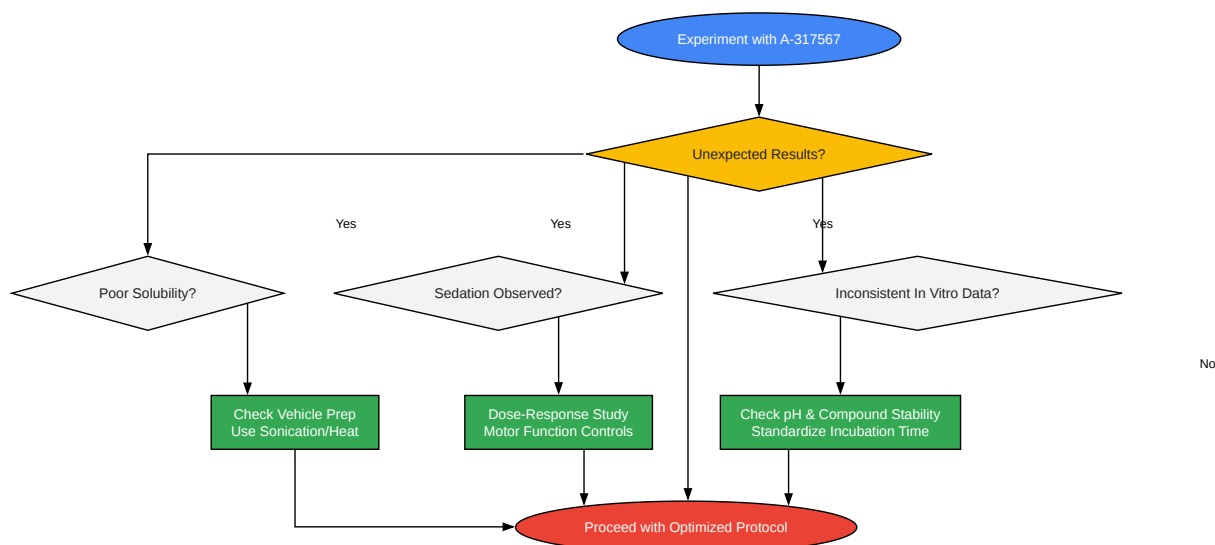 Experiment with A-317567
Unexpected Results?
Yes
Yes
Yes
Poor Solubility?
Sedation Observed?
Inconsistent In Vitro Data?
No
Check Vehicle Prep
Use Sonication/Heat
Dose-Response Study
Motor Function Controls
Check pH & Compound Stability
Standardize Incubation Time
Proceed with Optimized Protocol